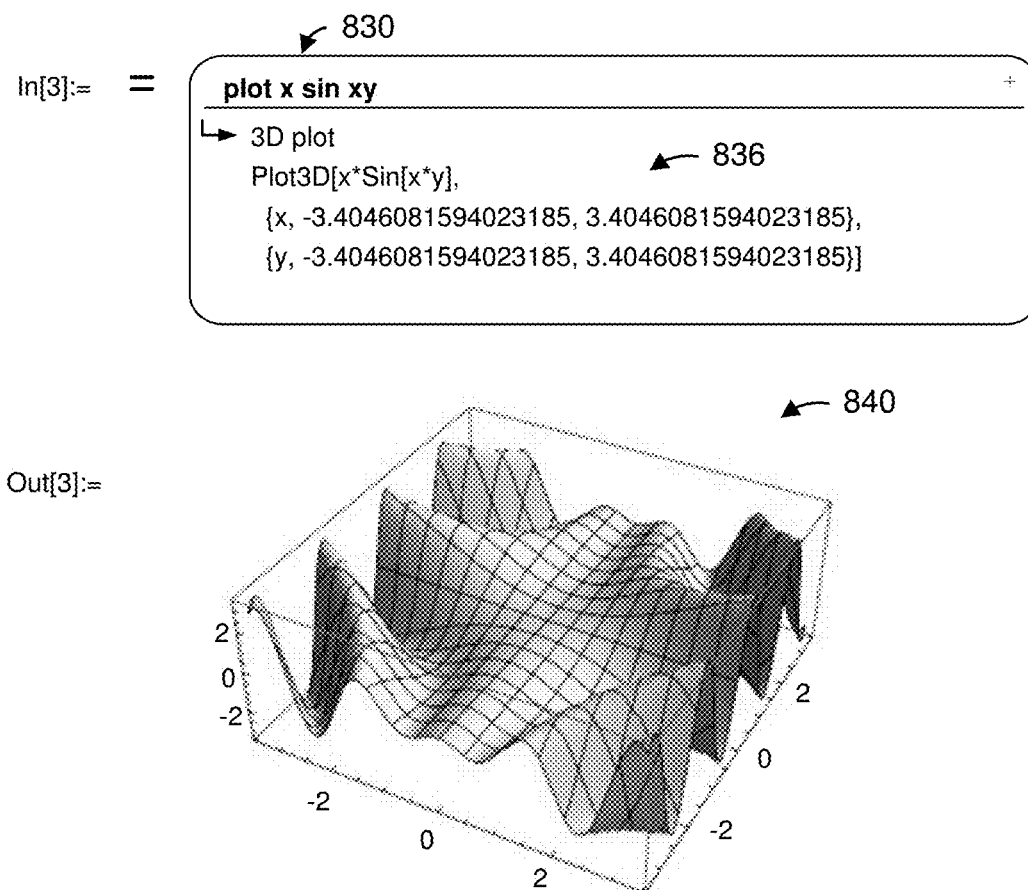 830
In[3]:= = plot x sin xy +
3D plot
836
Plot3D[x*Sin[x*y],
{x, -3.4046081594023185, 3.4046081594023185},
{y, -3.4046081594023185, 3.4046081594023185}]
840
Out[3]:=
2
0
-2
-2
0
2
2
0
-2